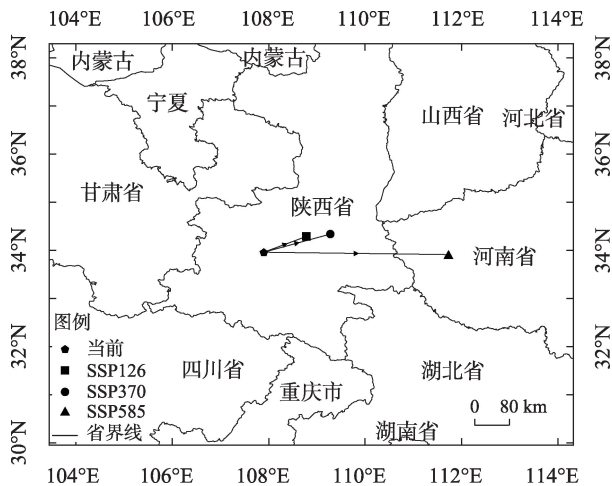 104°E 106°E 108°E 110°E 112°E 114°E
38°N 36°N 34°N 32°N 30°N
内蒙古 内蒙古
宁夏
山西省 河北省
甘肃省
陕西省
河南省
四川省
湖北省
重庆市
湖南省
图例
当前
SSP126
SSP370
SSP585
省界线
0 80 km
38°N 36°N 34°N 32°N 30°N
104°E 106°E 108°E 110°E 112°E 114°E